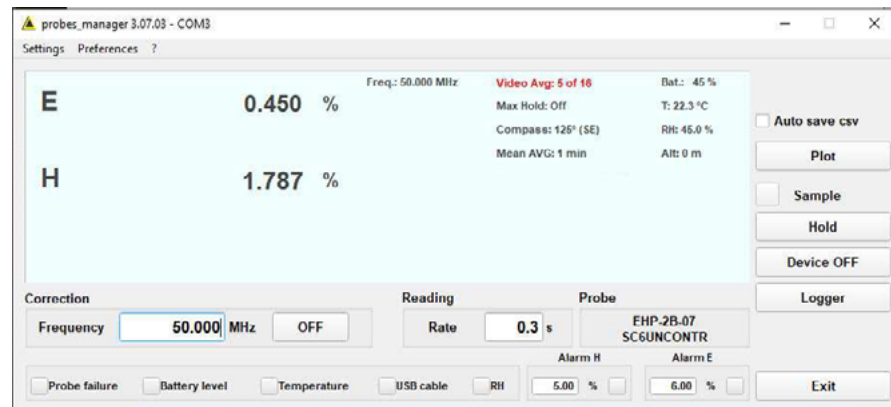 probes_manager 3.07.03 - COM3
Settings Preferences ?
E 0.450 %
Freq.: 50.000 MHz
Video Avg: 5 of 16
Bat.: 45 %
Max Hold: Off
T: 22.3 °C
Compass: 125° (SE)
RH: 45.0 %
Mean AVG: 1 min
Alt: 0 m
H 1.787 %
Auto save csv
Plot
Sample
Hold
Device OFF
Logger
Correction
Frequency 50.000 MHz OFF
Reading
Rate 0.3 s
Probe
EHP-2B-07
SC6UNCONTR
Probe failure Battery level Temperature USB cable RH
Alarm H
5.00 %
Alarm E
6.00 %
Exit